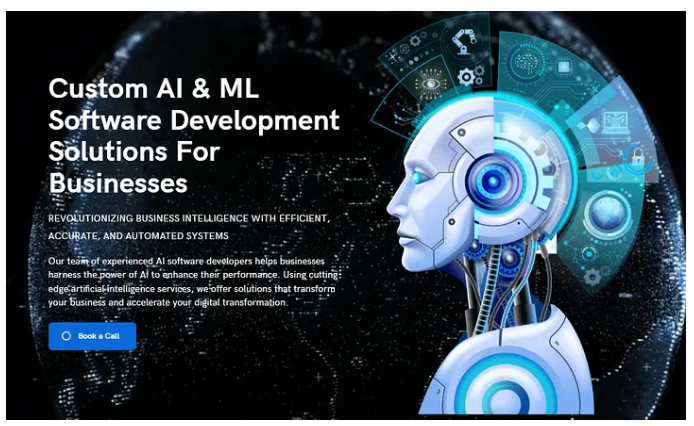 Custom AI & ML
Software Development
Solutions For
Businesses
REVOLUTIONIZING BUSINESS INTELLIGENCE WITH EFFICIENT,
ACCURATE, AND AUTOMATED SYSTEMS
Our team of experienced AI software developers helps businesses
harness the power of AI to enhance their performance. Using cutting-
edge artificial intelligence services, we offer solutions that transform
your business and accelerate your digital transformation.
Book a Call